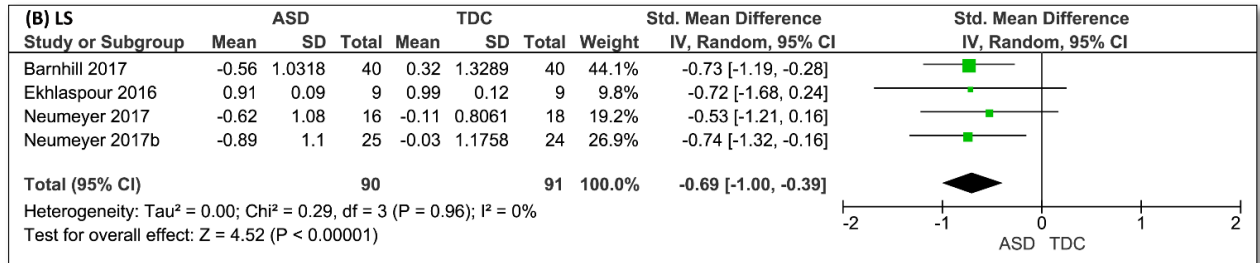 (B) LS ASD TDC Std. Mean Difference Std. Mean Difference
Study or Subgroup Mean SD Total Mean SD Total Weight IV, Random, 95% CI IV, Random, 95% CI
Barnhill 2017 -0.56 1.0318 40 0.32 1.3289 40 44.1% -0.73 [-1.19, -0.28]
Ekhlaspour 2016 0.91 0.09 9 0.99 0.12 9 9.8% -0.72 [-1.68, 0.24]
Neumeyer 2017 -0.62 1.08 16 -0.11 0.8061 18 19.2% -0.53 [-1.21, 0.16]
Neumeyer 2017b -0.89 1.1 25 -0.03 1.1758 24 26.9% -0.74 [-1.32, -0.16]
Total (95% CI) 90 91 100.0% -0.69 [-1.00, -0.39]
Heterogeneity: Tau² = 0.00; Chi² = 0.29, df = 3 (P = 0.96); I² = 0%
Test for overall effect: Z = 4.52 (P < 0.00001)
-2 -1 0 1 2
ASD TDC